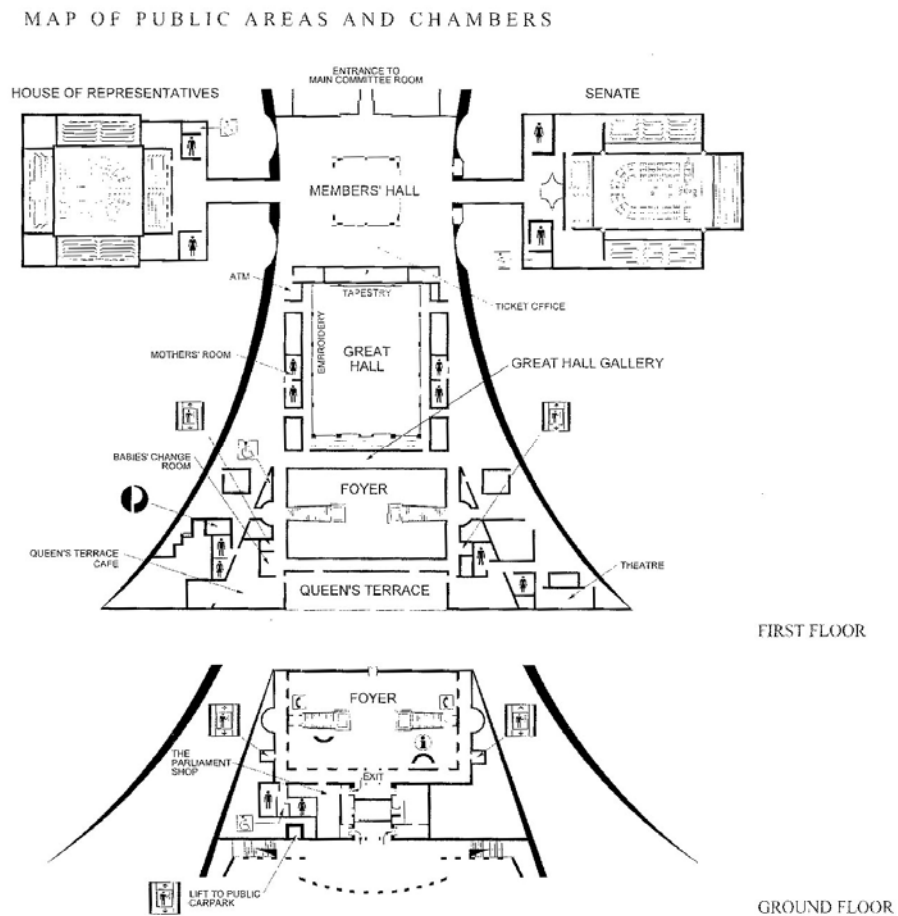 MAP OF PUBLIC AREAS AND CHAMBERS
ENTRANCE TO
MAIN COMMITTEE ROOM
HOUSE OF REPRESENTATIVES
SENATE
MEMBERS' HALL
ATM
TAPESTRY
TICKET OFFICE
EMBROIDERY
MOTHERS' ROOM
GREAT
HALL
GREAT HALL GALLERY
BABIES' CHANGE
ROOM
FOYER
QUEEN'S TERRACE
CAFE
THEATRE
QUEEN'S TERRACE
FIRST FLOOR
FOYER
THE
PARLIAMENT
SHOP
EXIT
LIFT TO PUBLIC
CARPARK
GROUND FLOOR